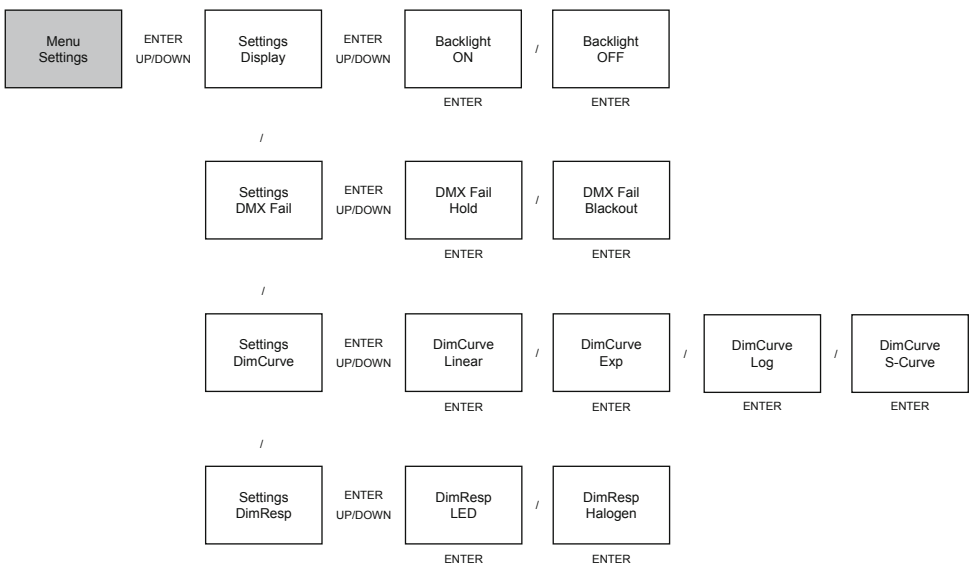 Menu
Settings
ENTER
UP/DOWN
Settings
Display
ENTER
UP/DOWN
Backlight
ON
/
Backlight
OFF
ENTER
ENTER
/
Settings
DMX Fail
ENTER
UP/DOWN
DMX Fail
Hold
/
DMX Fail
Blackout
ENTER
ENTER
/
Settings
DimCurve
ENTER
UP/DOWN
DimCurve
Linear
/
DimCurve
Exp
/
DimCurve
Log
/
DimCurve
S-Curve
ENTER
ENTER
ENTER
ENTER
/
Settings
DimResp
ENTER
UP/DOWN
DimResp
LED
/
DimResp
Halogen
ENTER
ENTER